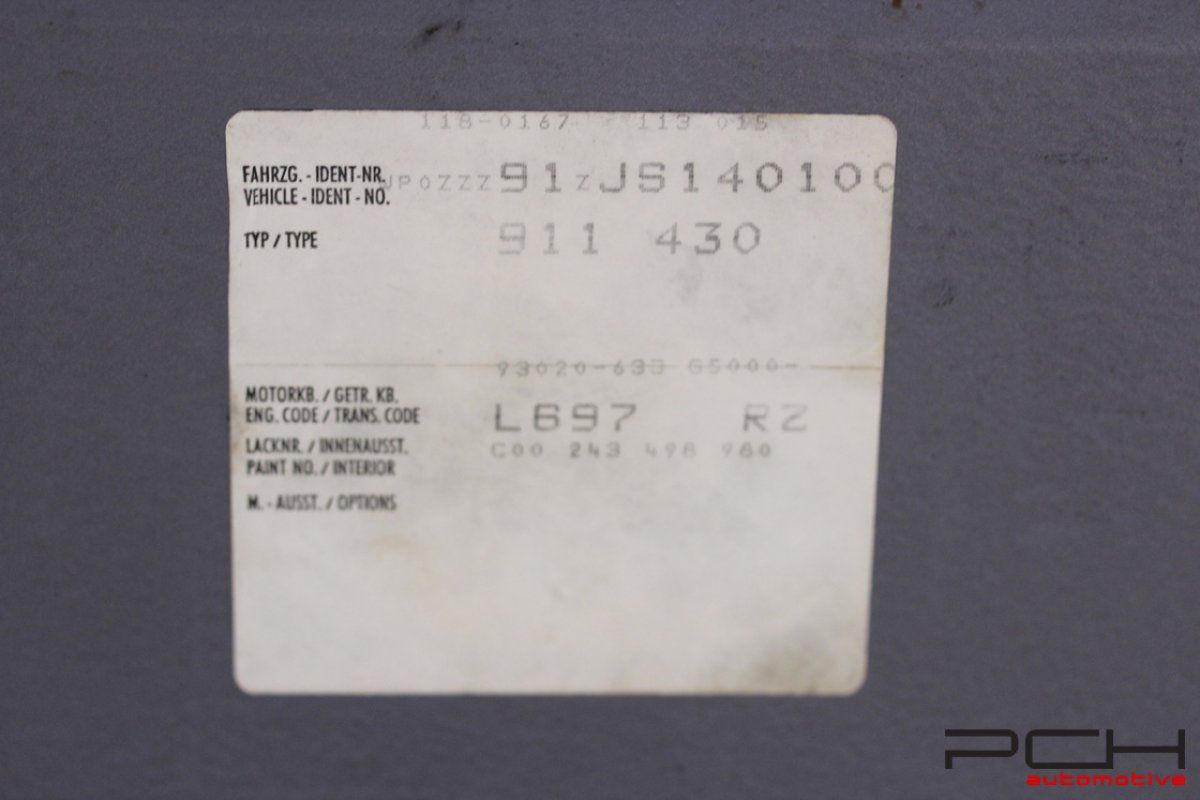 118-0167 113 015
FAHRZG. - IDENT-NR.
VEHICLE - IDENT - NO.
WP0ZZZ91ZJS140100
TYP / TYPE
911 430
93020-633 G5000-
MOTORKB. / GETR. KB.
ENG. CODE / TRANS. CODE
L697 RZ
LACKNR. / INNENAUSST.
PAINT NO. / INTERIOR
C00 243 498 980
M. - AUSST. / OPTIONS
PCH
automotive